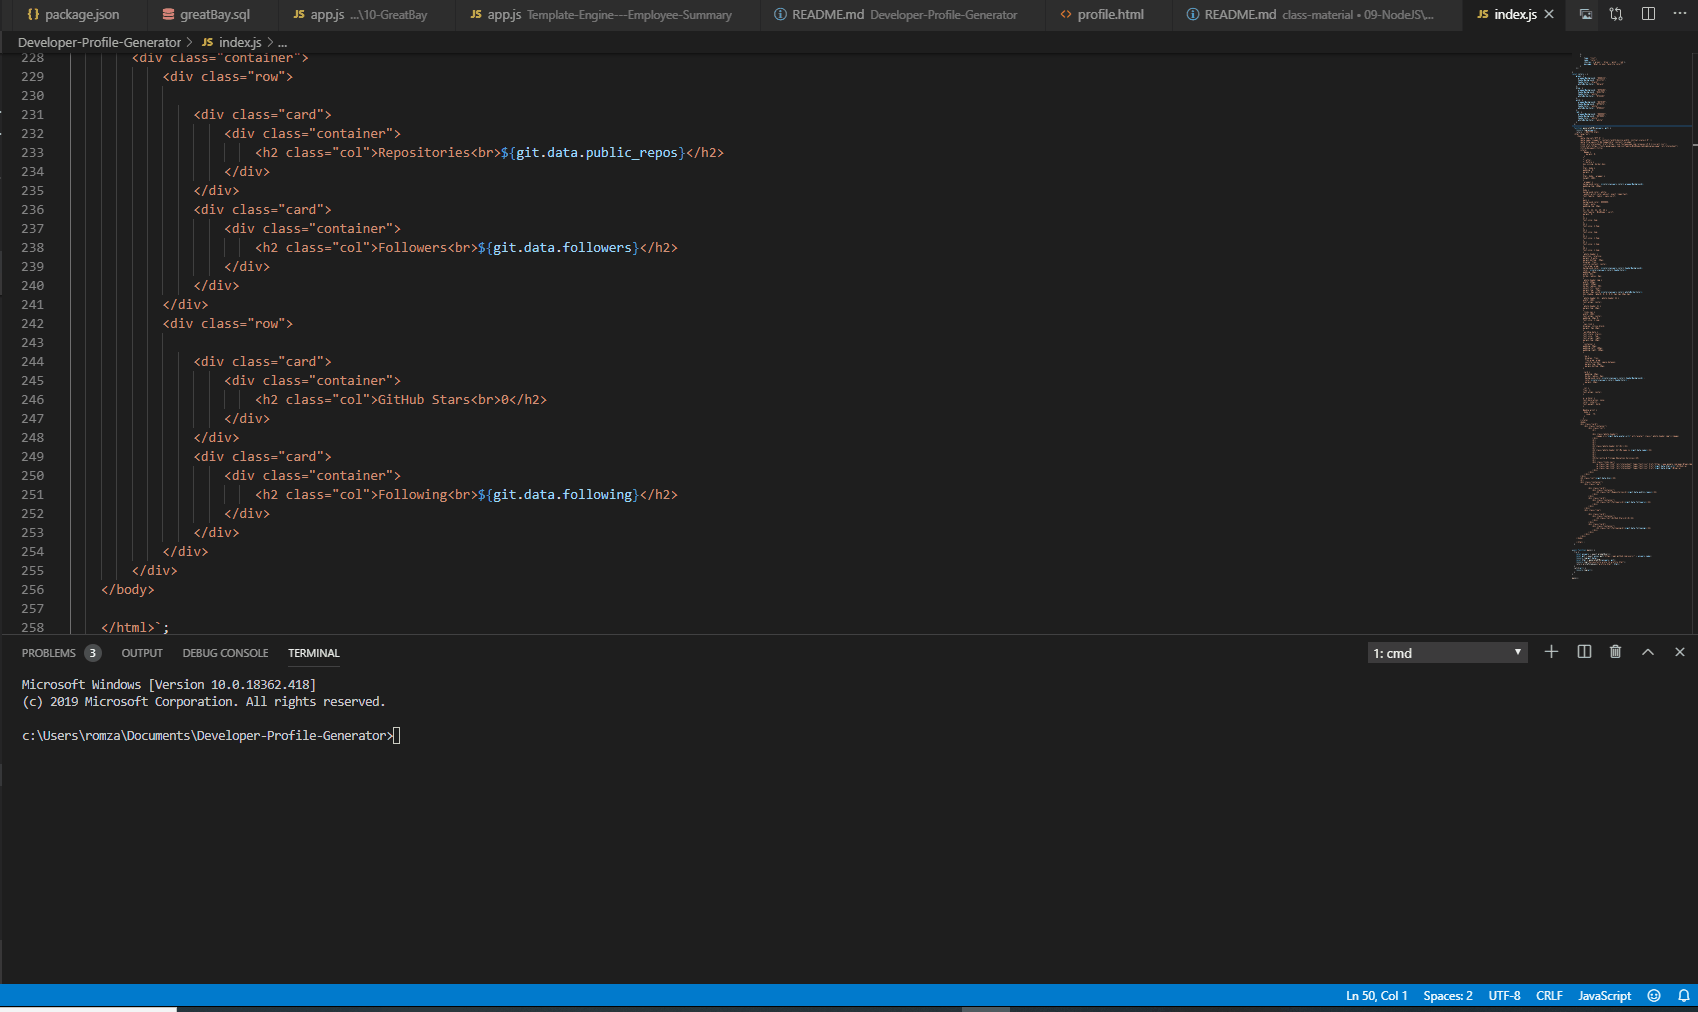 {} package.json greatBay.sql JS app.js ...\10-GreatBay JS app.js Template-Engine---Employee-Summary README.md Developer-Profile-Generator <> profile.html README.md class-material • 09-NodeJS\... JS index.js
Developer-Profile-Generator > JS index.js > ...
228 <div class="container">
229 <div class="row">
230
231 <div class="card">
232 <div class="container">
233 <h2 class="col">Repositories<br>${git.data.public_repos}</h2>
234 </div>
235 </div>
236 <div class="card">
237 <div class="container">
238 <h2 class="col">Followers<br>${git.data.followers}</h2>
239 </div>
240 </div>
241 </div>
242 <div class="row">
243
244 <div class="card">
245 <div class="container">
246 <h2 class="col">GitHub Stars<br>0</h2>
247 </div>
248 </div>
249 <div class="card">
250 <div class="container">
251 <h2 class="col">Following<br>${git.data.following}</h2>
252 </div>
253 </div>
254 </div>
255 </div>
256 </body>
257
258 </html>`;
PROBLEMS 3 OUTPUT DEBUG CONSOLE TERMINAL 1: cmd
Microsoft Windows [Version 10.0.18362.418]
(c) 2019 Microsoft Corporation. All rights reserved.
c:\Users\romza\Documents\Developer-Profile-Generator>
Ln 50, Col 1 Spaces: 2 UTF-8 CRLF JavaScript